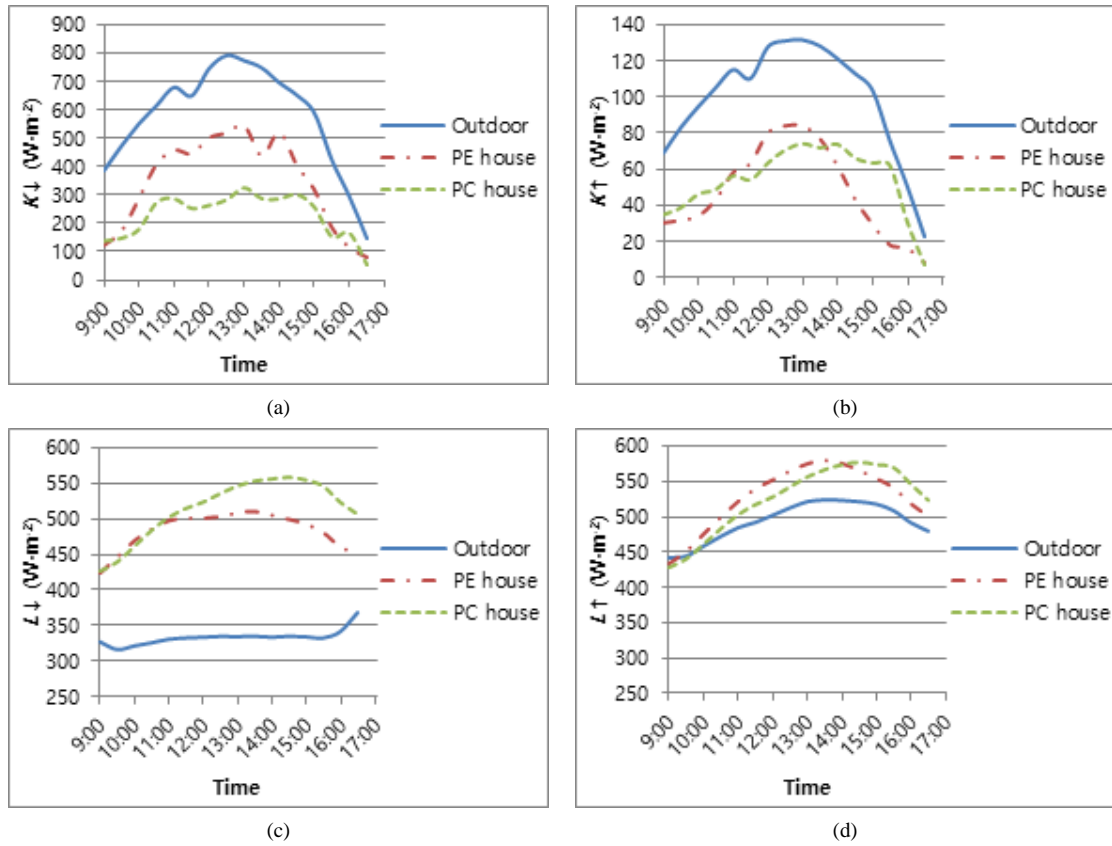 900
800
700
600
500
400
300
200
100
0
K↓ (W·m-2)
9:00
10:00
11:00
12:00
13:00
14:00
15:00
16:00
17:00
Time
Outdoor
PE house
PC house
(a)
140
120
100
80
60
40
20
0
K↑ (W·m-2)
9:00
10:00
11:00
12:00
13:00
14:00
15:00
16:00
17:00
Time
Outdoor
PE house
PC house
(b)
600
550
500
450
400
350
300
250
L↓ (W·m-2)
9:00
10:00
11:00
12:00
13:00
14:00
15:00
16:00
17:00
Time
Outdoor
PE house
PC house
(c)
600
550
500
450
400
350
300
250
L↑ (W·m-2)
9:00
10:00
11:00
12:00
13:00
14:00
15:00
16:00
17:00
Time
Outdoor
PE house
PC house
(d)